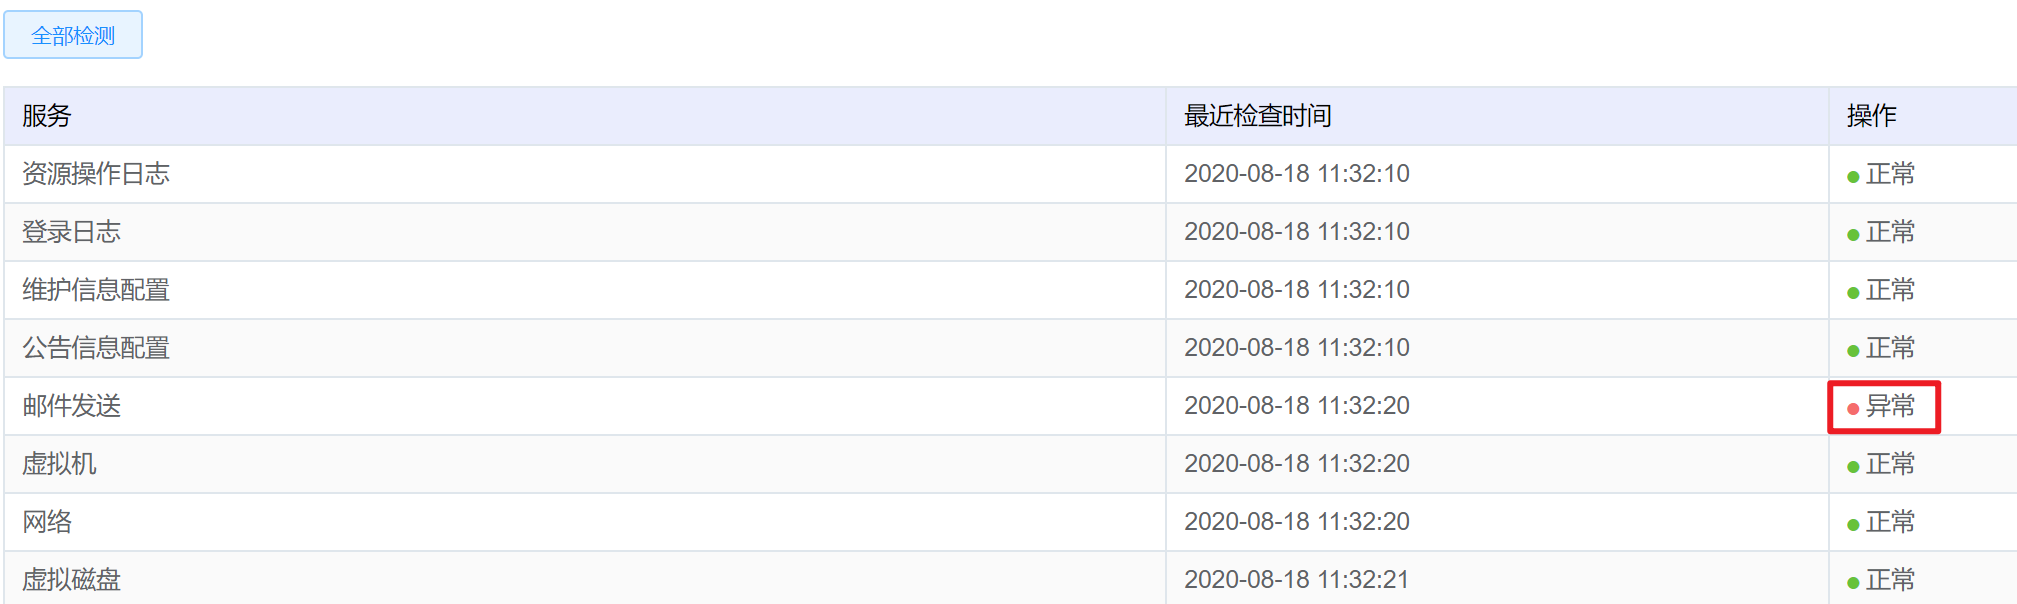 全部检测
服务 最近检查时间 操作
资源操作日志 2020-08-18 11:32:10 正常
登录日志 2020-08-18 11:32:10 正常
维护信息配置 2020-08-18 11:32:10 正常
公告信息配置 2020-08-18 11:32:10 正常
邮件发送 2020-08-18 11:32:20 异常
虚拟机 2020-08-18 11:32:20 正常
网络 2020-08-18 11:32:20 正常
虚拟磁盘 2020-08-18 11:32:21 正常